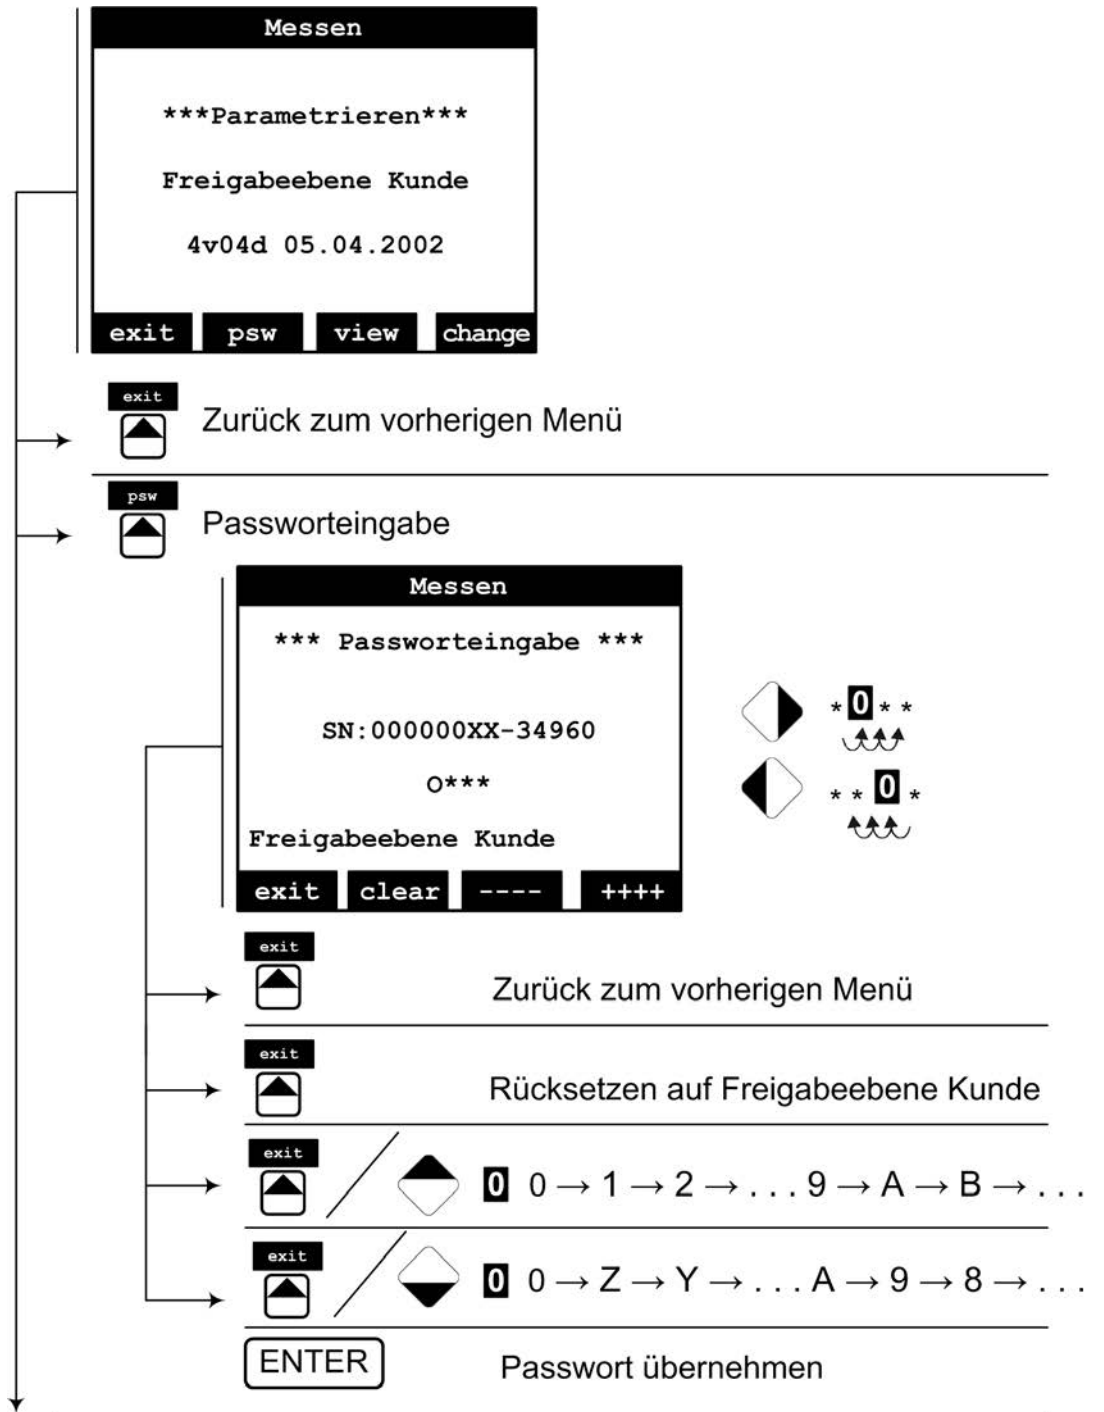 Messen
***Parametrieren***
Freigabeebene Kunde
4v04d 05.04.2002
exit psw view change
exit
Zurück zum vorherigen Menü
psw
Passworteingabe
Messen
*** Passworteingabe ***
SN:000000XX-34960
O***
Freigabeebene Kunde
exit clear ---- ++++
*0**
**0*
exit
Zurück zum vorherigen Menü
exit
Rücksetzen auf Freigabeebene Kunde
exit
0 0 → 1 → 2 → . . . 9 → A → B → . . .
exit
0 0 → Z → Y → . . . A → 9 → 8 → . . .
ENTER Passwort übernehmen